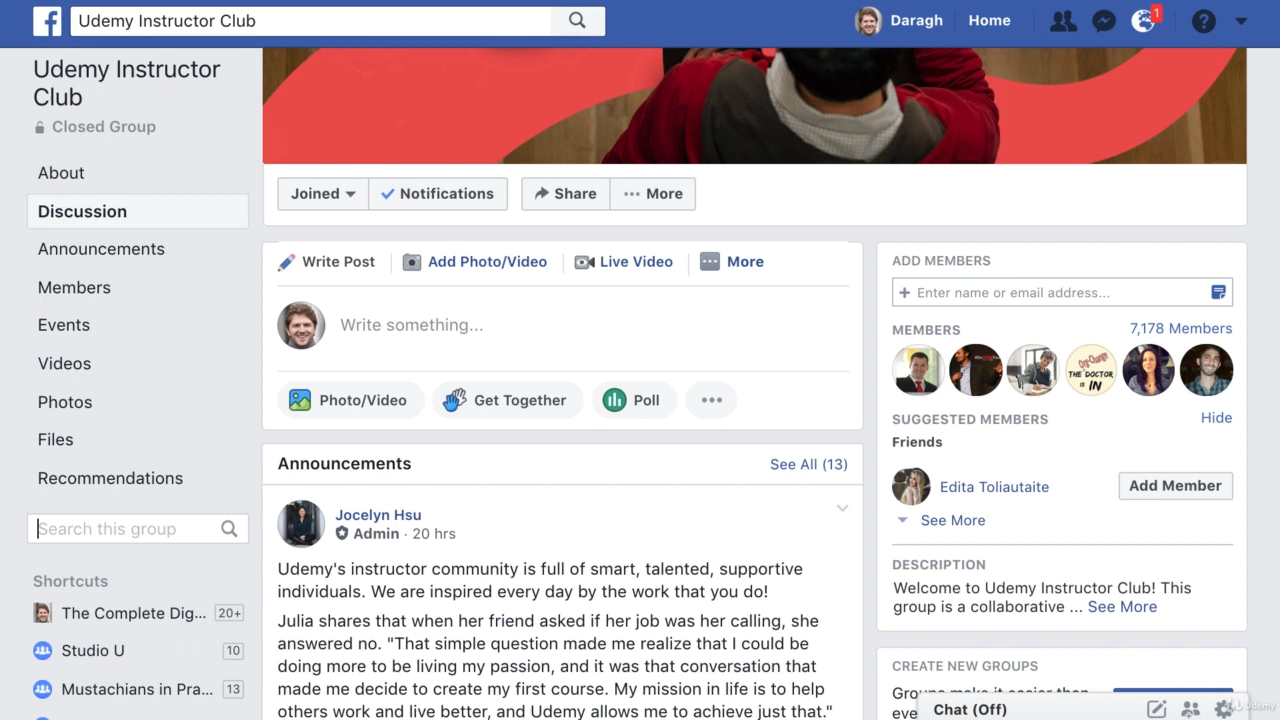 Udemy Instructor Club
Daragh
Home
1
Udemy Instructor
Club
Closed Group
About
Discussion
Announcements
Members
Events
Videos
Photos
Files
Recommendations
Search this group
Shortcuts
The Complete Dig... 20+
Studio U 10
Mustachians in Pra... 13
Joined
Notifications
Share
More
Write Post
Add Photo/Video
Live Video
More
Write something...
Photo/Video
Get Together
Poll
Announcements
See All (13)
Jocelyn Hsu
Admin · 20 hrs
Udemy's instructor community is full of smart, talented, supportive
individuals. We are inspired every day by the work that you do!
Julia shares that when her friend asked if her job was her calling, she
answered no. "That simple question made me realize that I could be
doing more to be living my passion, and it was that conversation that
made me decide to create my first course. My mission in life is to help
others work and live better, and Udemy allows me to achieve just that."
ADD MEMBERS
+ Enter name or email address...
MEMBERS
7,178 Members
Org-Change
THE DOCTOR
IS IN
SUGGESTED MEMBERS
Hide
Friends
Edita Toliautaite
Add Member
See More
DESCRIPTION
Welcome to Udemy Instructor Club! This
group is a collaborative ... See More
CREATE NEW GROUPS
Groups make it easier than
eve
Chat (Off)
Udemy